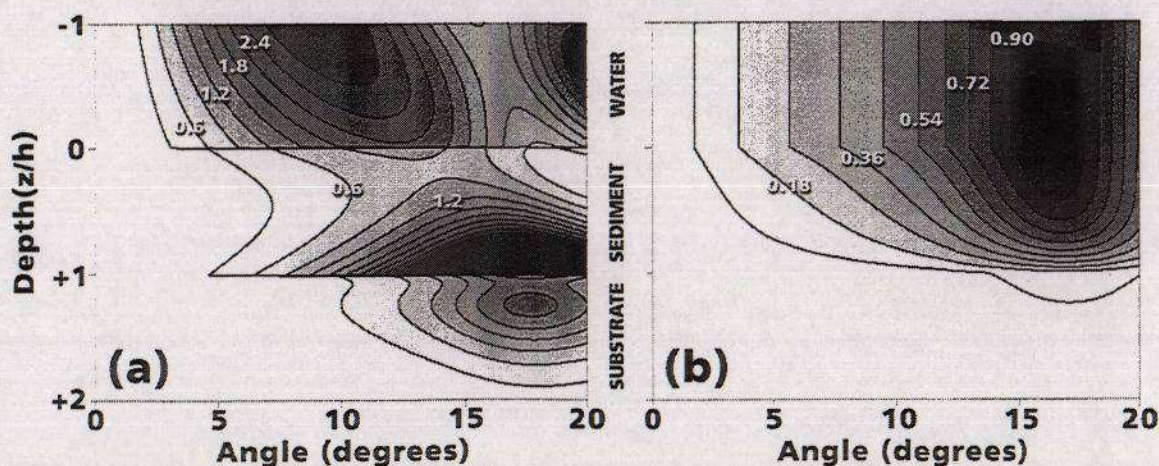 -1
0
+1
+2
Depth(z/h)
2.4
1.8
1.2
0.6
0.6
1.2
(a)
0 5 10 15 20
Angle (degrees)
WATER
SEDIMENT
SUBSTRATE
0.90
0.72
0.54
0.36
0.18
(b)
0 5 10 15 20
Angle (degrees)